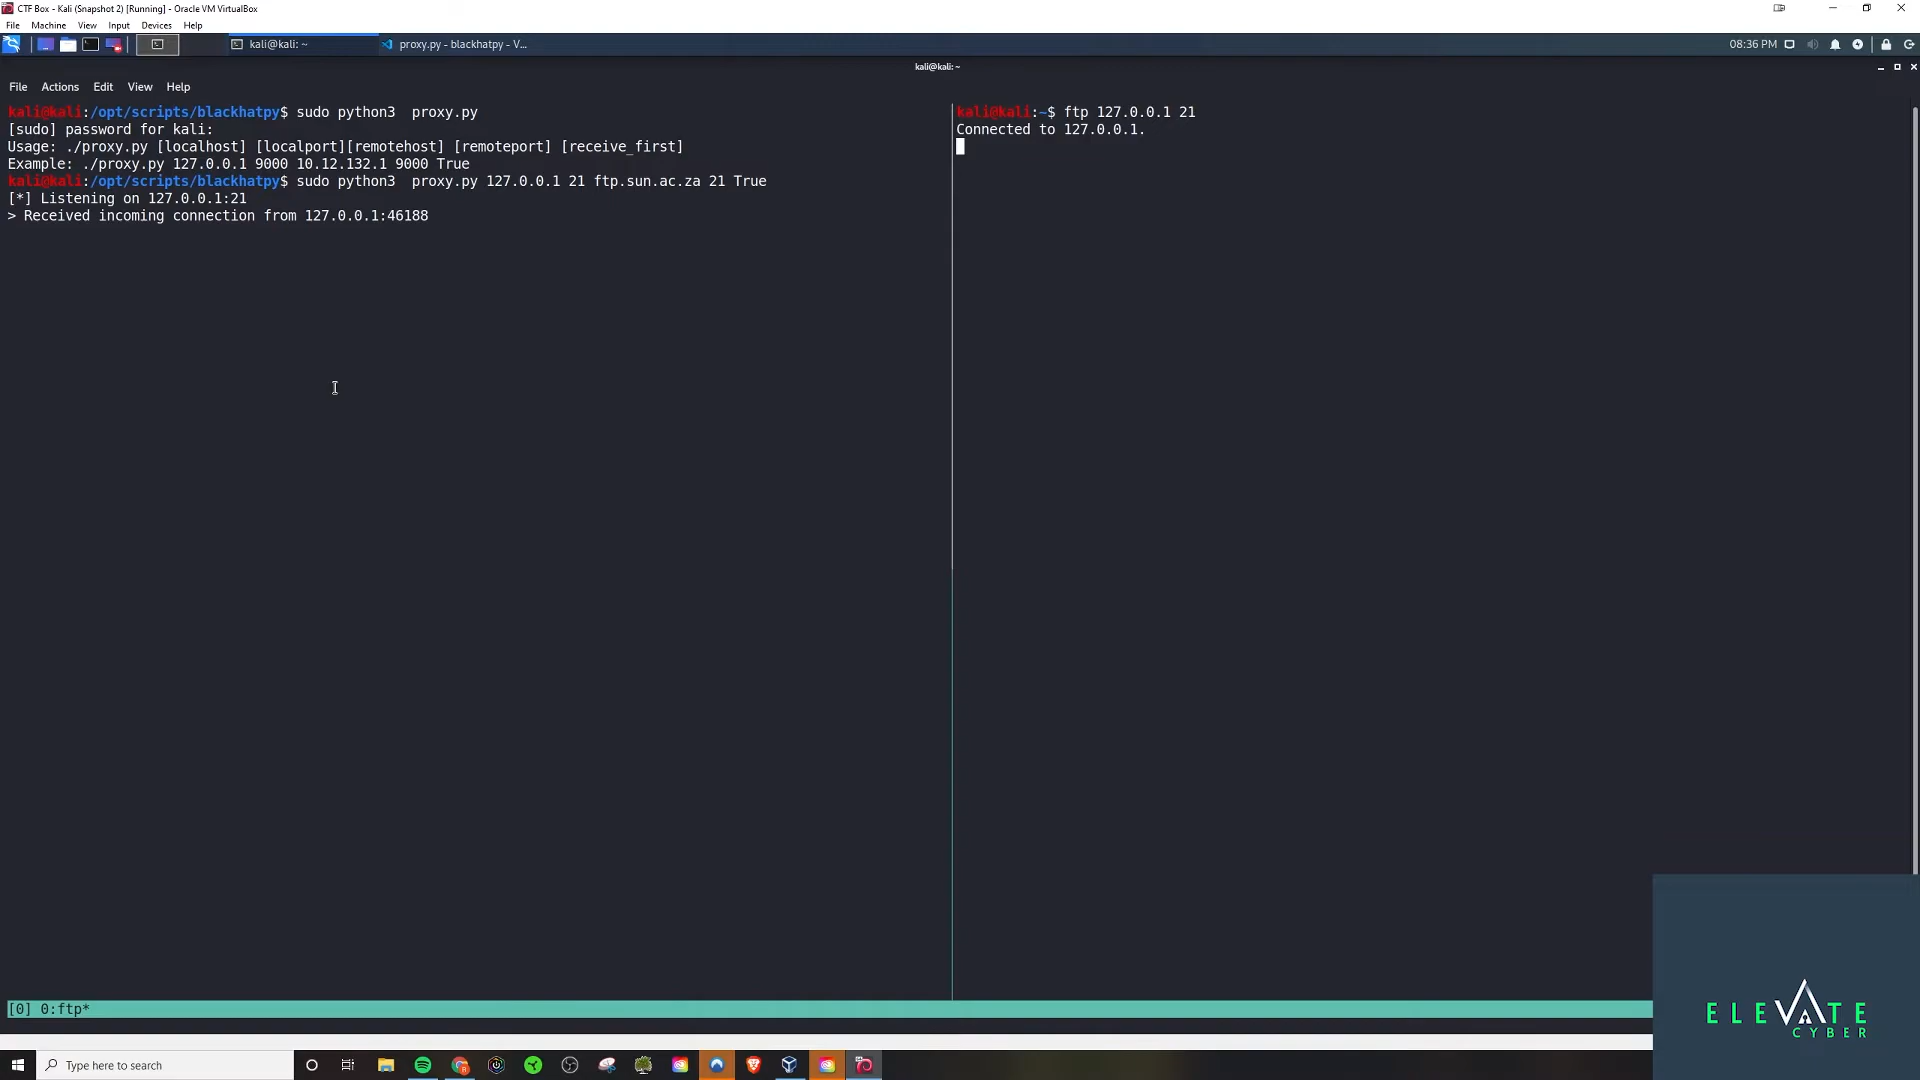 CTF Box - Kali (Snapshot 2) [Running] - Oracle VM VirtualBox
File Machine View Input Devices Help
kali@kali: ~
proxy.py - blackhatpy - V...
08:36 PM
kali@kali: ~
File Actions Edit View Help
kali@kali:/opt/scripts/blackhatpy$ sudo python3  proxy.py
[sudo] password for kali:
Usage: ./proxy.py [localhost] [localport][remotehost] [remoteport] [receive_first]
Example: ./proxy.py 127.0.0.1 9000 10.12.132.1 9000 True
kali@kali:/opt/scripts/blackhatpy$ sudo python3  proxy.py 127.0.0.1 21 ftp.sun.ac.za 21 True
[*] Listening on 127.0.0.1:21
> Received incoming connection from 127.0.0.1:46188
kali@kali:~$ ftp 127.0.0.1 21
Connected to 127.0.0.1.
[0] 0:ftp*
ELEVATE
CYBER
Type here to search